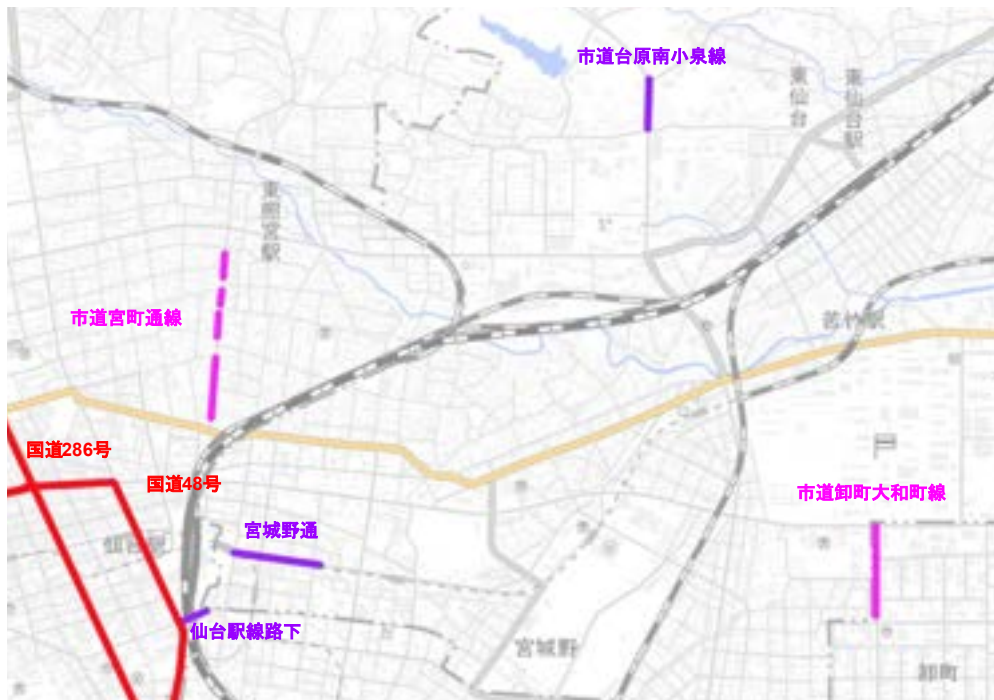 市道台原南小泉線
東仙台
東仙台駅
東照宮駅
市道宮町通線
苦竹駅
国道286号
国道48号
市道卸町大和町線
宮城野通
仙台駅
仙台駅線路下
宮城野
卸町